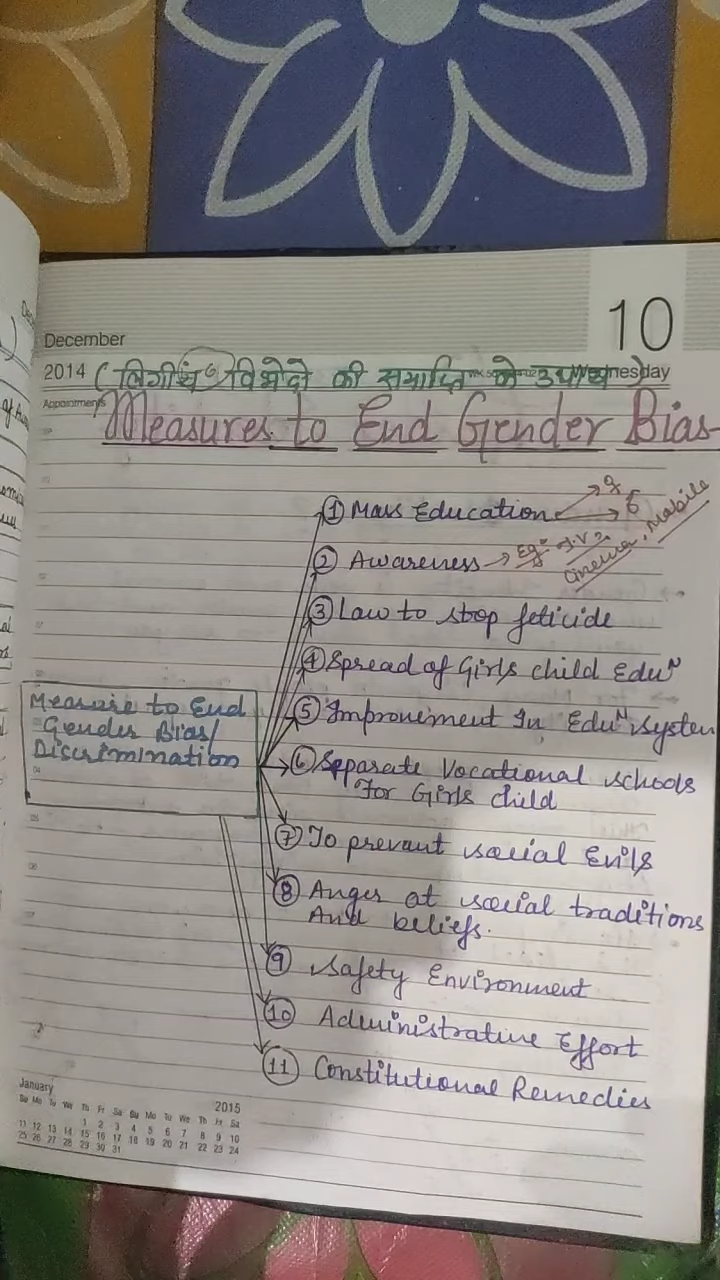 10
December
2014 Wednesday
Appointments
( लिगीय विभेदो की समाप्ति के उपाय )
Measures to End Gender Bias
① Mass Education
② Awareness → Eg:- T.V.,
Cinema, Mobile
③ Law to stop feticide
④ Spread of Girls child Eduⁿ
⑤ Improvement In Eduⁿ system
Measure to End
Gender Bias/
Discrimination
⑥ Separate Vocational schools
For Girls child
⑦ To prevant social Evils
⑧ Anger at social traditions
And beliefs.
⑨ Safety Environment
⑩ Administrative Effort
⑪ Constitutional Remedies
January 2015
Su Mo Tu We Th Fr Sa Su Mo Tu We Th Fr Sa
1 2 3 4 5 6 7 8 9 10
11 12 13 14 15 16 17 18 19 20 21 22 23 24
25 26 27 28 29 30 31